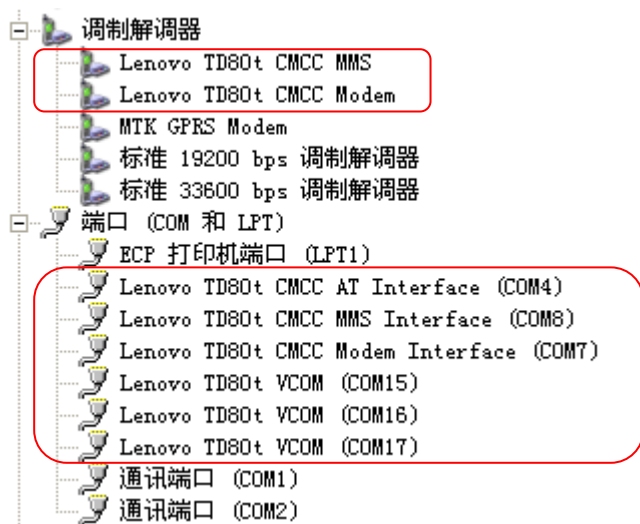 调制解调器
Lenovo TD80t CMCC MMS
Lenovo TD80t CMCC Modem
MTK GPRS Modem
标准 19200 bps 调制解调器
标准 33600 bps 调制解调器
端口 (COM 和 LPT)
ECP 打印机端口 (LPT1)
Lenovo TD80t CMCC AT Interface (COM4)
Lenovo TD80t CMCC MMS Interface (COM8)
Lenovo TD80t CMCC Modem Interface (COM7)
Lenovo TD80t VCOM (COM15)
Lenovo TD80t VCOM (COM16)
Lenovo TD80t VCOM (COM17)
通讯端口 (COM1)
通讯端口 (COM2)